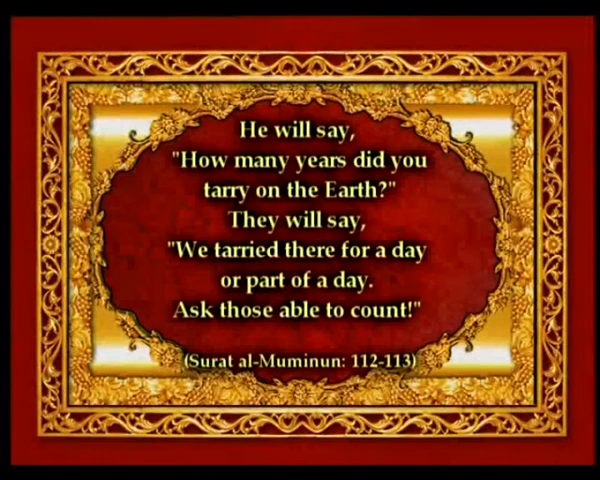 He will say,
"How many years did you
tarry on the Earth?"
They will say,
"We tarried there for a day
or part of a day.
Ask those able to count!"
(Surat al-Muminun: 112-113)